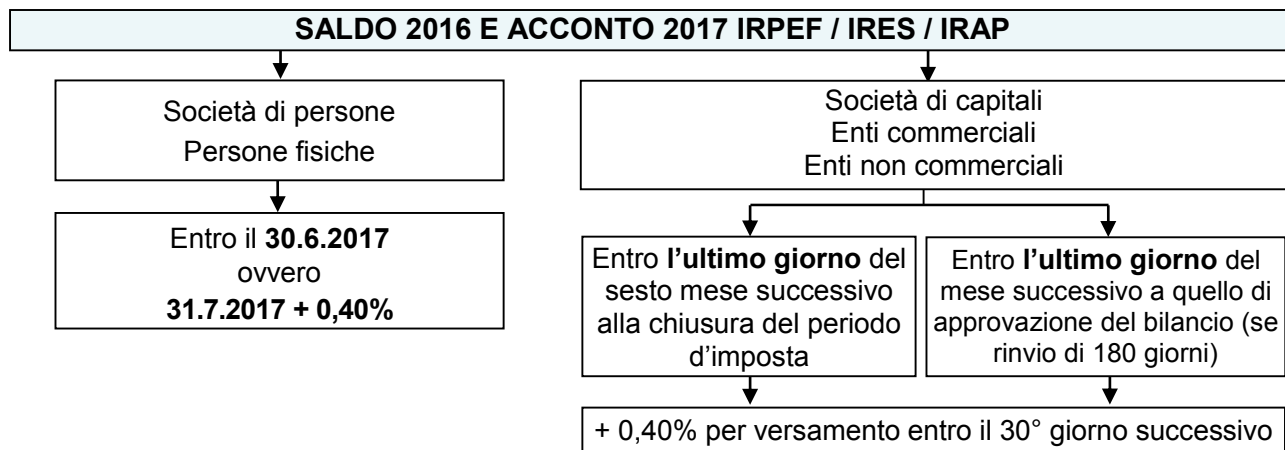 SALDO 2016 E ACCONTO 2017 IRPEF / IRES / IRAP
Società di persone
Persone fisiche
Entro il 30.6.2017
ovvero
31.7.2017 + 0,40%
Società di capitali
Enti commerciali
Enti non commerciali
Entro l’ultimo giorno del
sesto mese successivo
alla chiusura del periodo
d’imposta
Entro l’ultimo giorno del
mese successivo a quello di
approvazione del bilancio (se
rinvio di 180 giorni)
+ 0,40% per versamento entro il 30° giorno successivo